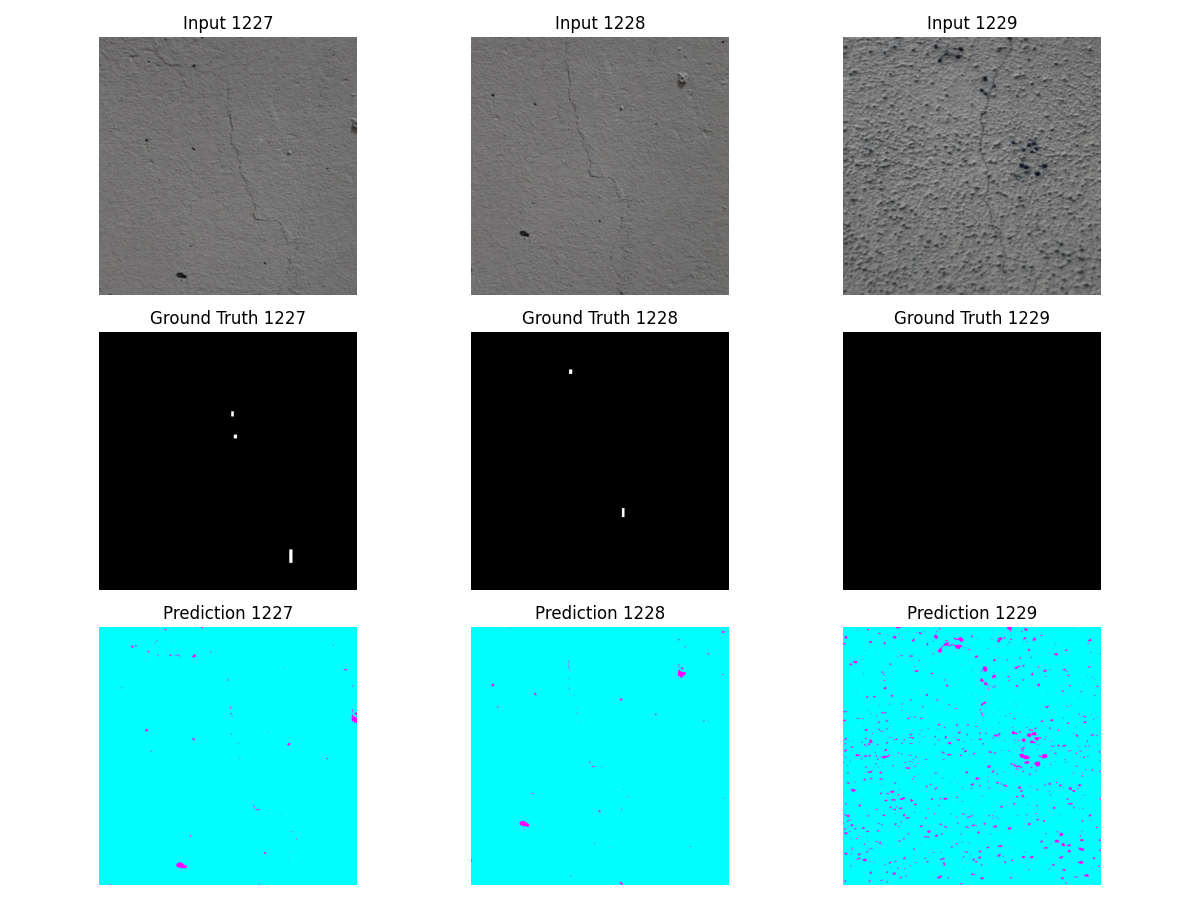 Input 1227
Input 1228
Input 1229
Ground Truth 1227
Ground Truth 1228
Ground Truth 1229
Prediction 1227
Prediction 1228
Prediction 1229